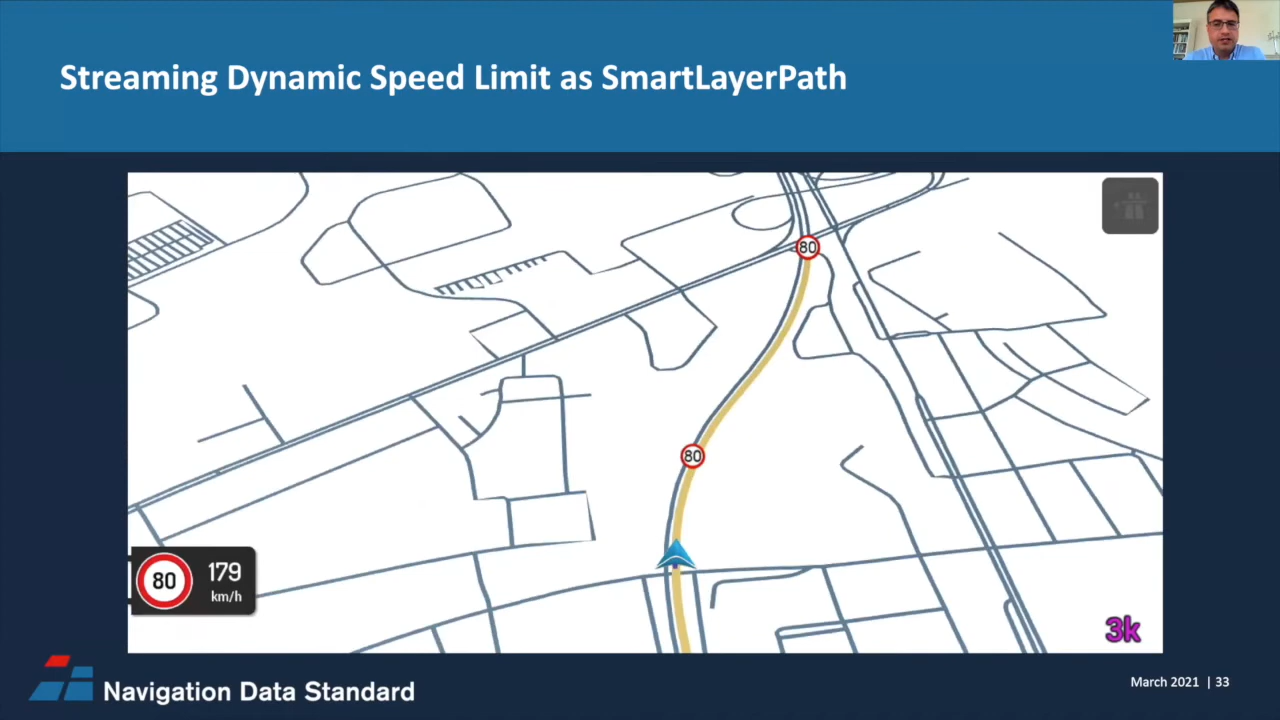 Streaming Dynamic Speed Limit as SmartLayerPath
80
80
80
179
km/h
3k
Navigation Data Standard
March 2021 | 33